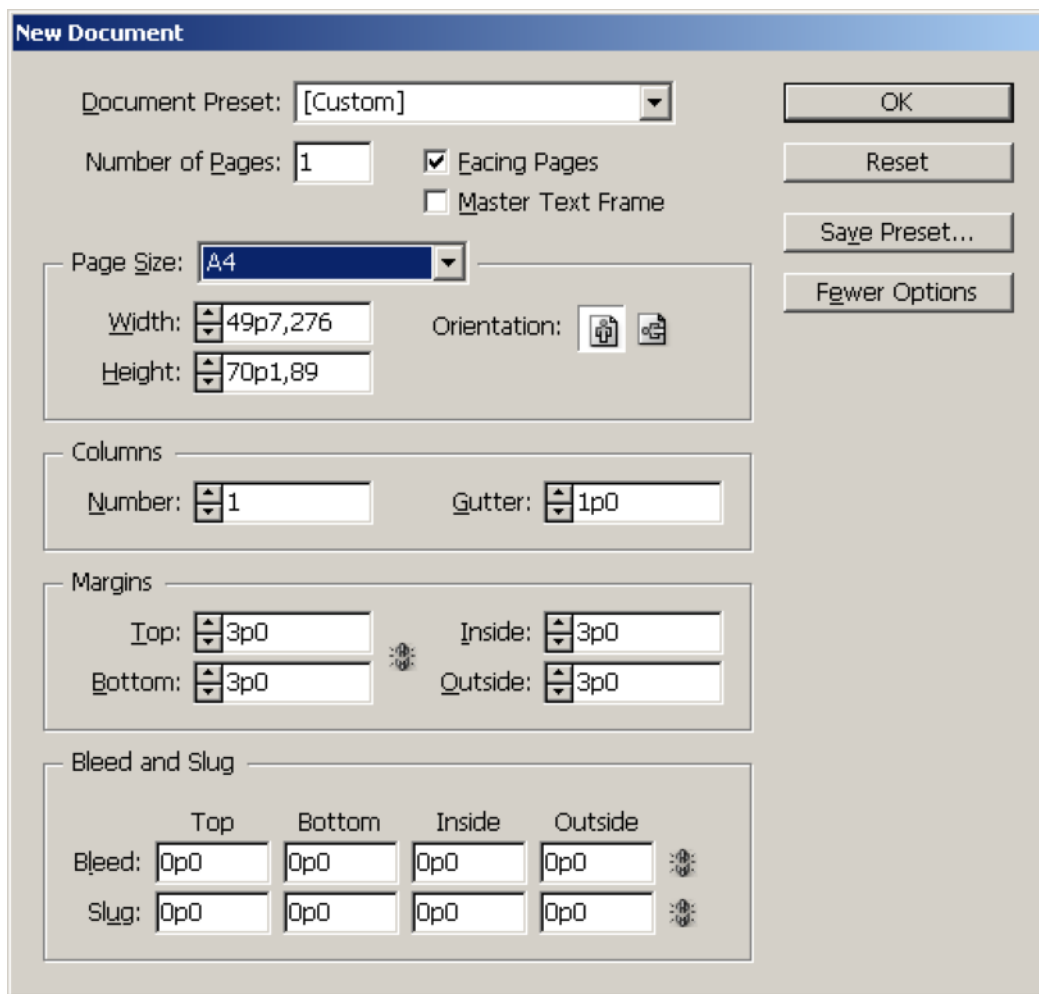 New Document
Document Preset: [Custom] OK
Number of Pages: 1 Facing Pages Reset
Master Text Frame
Save Preset...
Page Size: A4
Fewer Options
Width: 49p7,276 Orientation:
Height: 70p1,89
Columns
Number: 1 Gutter: 1p0
Margins
Top: 3p0 Inside: 3p0
Bottom: 3p0 Outside: 3p0
Bleed and Slug
Top Bottom Inside Outside
Bleed: 0p0 0p0 0p0 0p0
Slug: 0p0 0p0 0p0 0p0